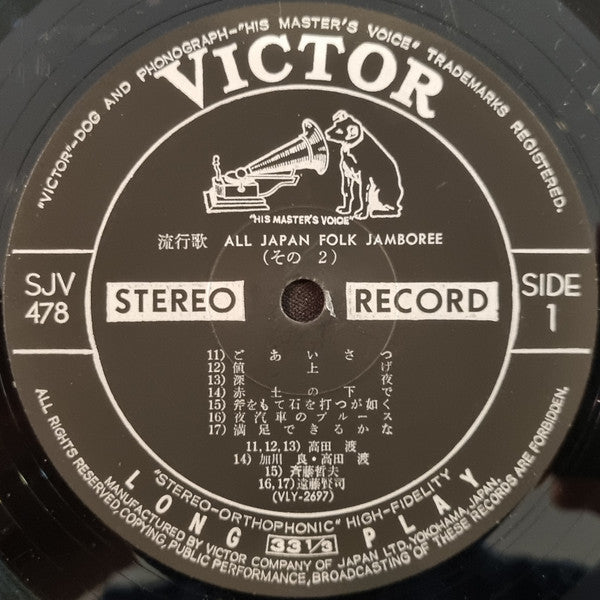 "VICTOR"-DOG AND PHONOGRAPH-"HIS MASTER'S VOICE" TRADEMARKS REGISTERED.
VICTOR
"HIS MASTER'S VOICE"
流行歌 ALL JAPAN FOLK JAMBOREE
(その 2)
SJV
478
STEREO RECORD
SIDE
1
11) ごあいさつ
12) 値上げ
13) 深夜
14) 赤土の下で
15) 斧をもて石を打つが如く
16) 夜汽車のブルース
17) 満足できるかな
11,12,13) 高田 渡
14) 加川 良・高田 渡
15) 斉藤哲夫
16,17) 遠藤賢司
(VLY-2697)
"STEREO-ORTHOPHONIC" HIGH-FIDELITY
LONG 33 1/3 PLAY
MANUFACTURED BY VICTOR COMPANY OF JAPAN LTD. YOKOHAMA, JAPAN.
ALL RIGHTS RESERVED. COPYING, PUBLIC PERFORMANCE, BROADCASTING OF THESE RECORDS ARE FORBIDDEN.